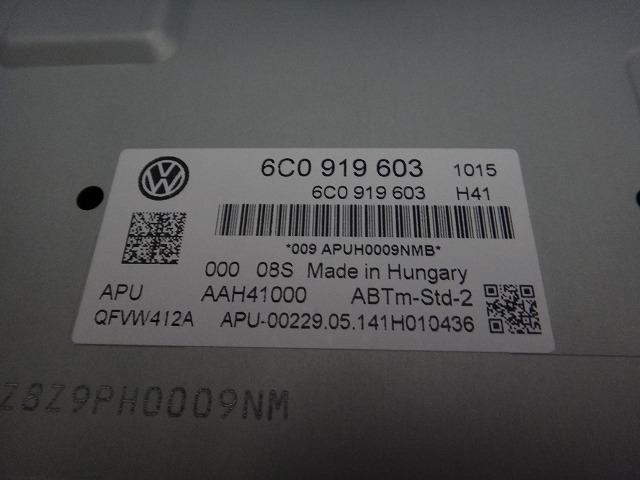 6C0 919 603 1015
6C0 919 603 H41
*009 APUH0009NMB*
000 08S Made in Hungary
APU AAH41000 ABTm-Std-2
QFVW412A APU-00229.05.141H010436
Z8Z9PH0009NM